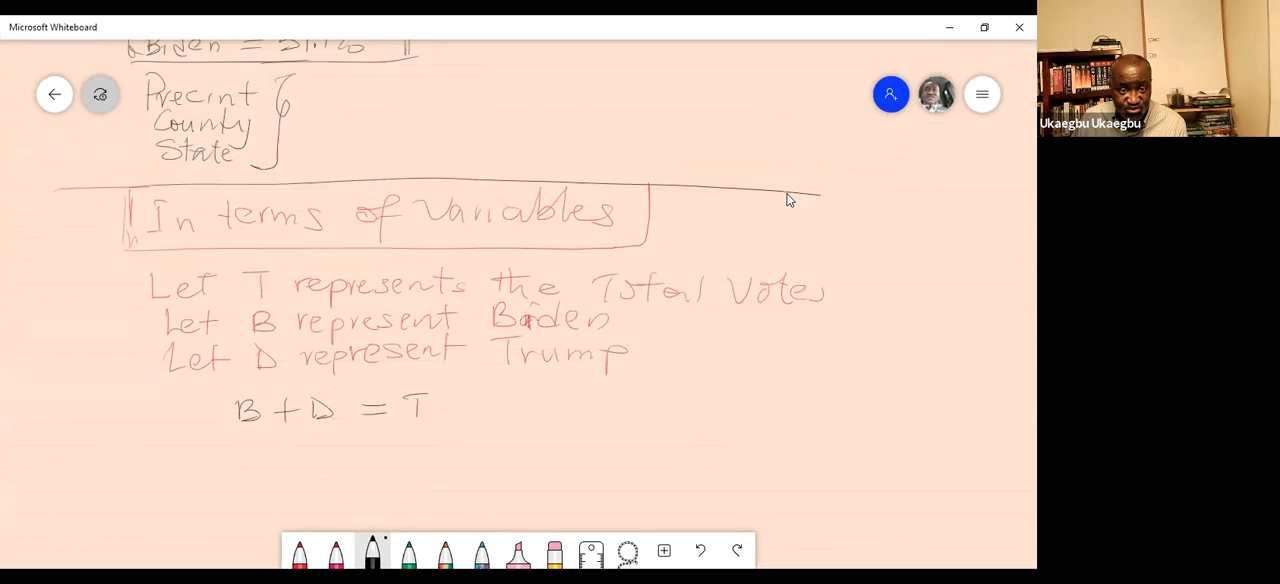 Microsoft Whiteboard
Biden =
Precint
County
State
Ukaegbu Ukaegbu
In terms of Variables
Let T represents the Total Votes
Let B represent Biden
Let D represent Trump
B + D = T